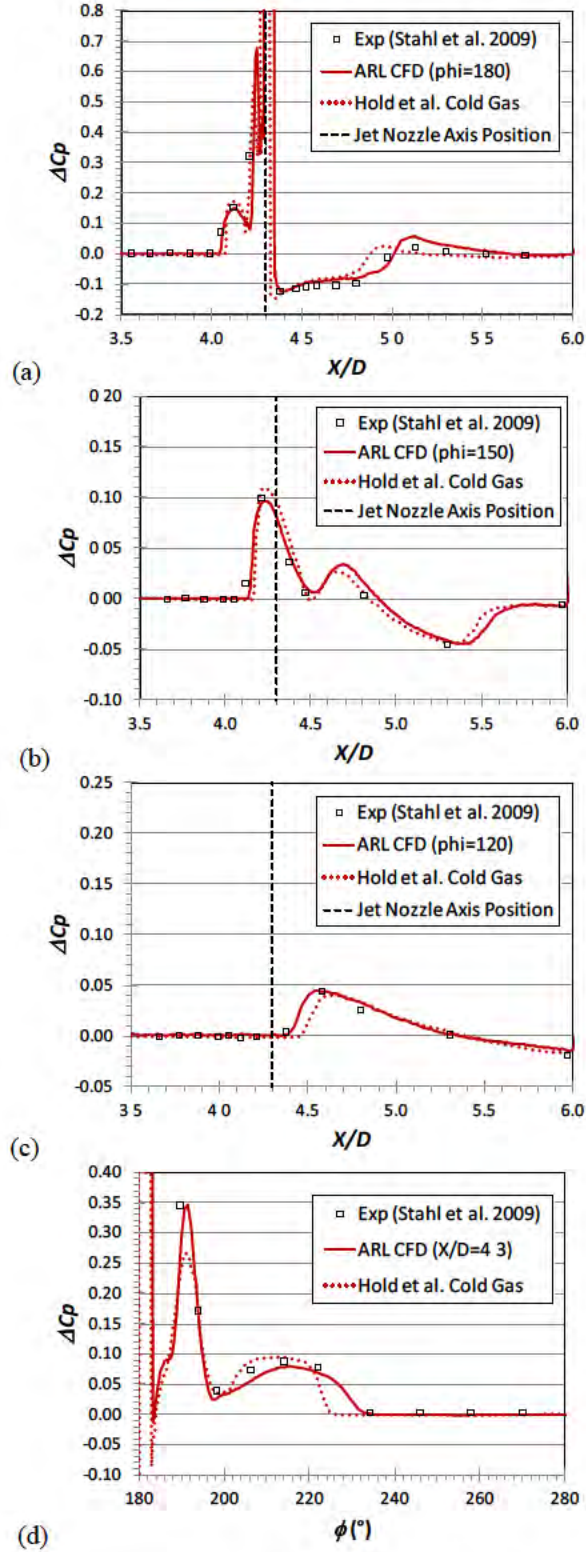 0.8
0.7
0.6
0.5
0.4
0.3
0.2
0.1
0.0
-0.1
-0.2
ΔCp
Exp (Stahl et al. 2009)
ARL CFD (phi=180)
Hold et al. Cold Gas
Jet Nozzle Axis Position
3.5 4.0 4.5 5.0 5.5 6.0
X/D
(a)
0 20
0.15
0.10
0 05
0.00
-0.05
-0.10
ΔCp
Exp (Stahl et al. 2009)
ARL CFD (phi=150)
Hold et al. Cold Gas
Jet Nozzle Axis Position
3.5 4.0 4.5 5.0 5.5 6.0
X/D
(b)
0.25
0.20
0.15
0.10
0.05
0.00
-0.05
ΔCp
Exp (Stahl et al. 2009)
ARL CFD (phi=120)
Hold et al. Cold Gas
Jet Nozzle Axis Position
3 5 4 0 4.5 5.0 5.5 6.0
X/D
(c)
0.40
0.35
0.30
0.25
0.20
0.15
0.10
0.05
0.00
-0.05
-0.10
ΔCp
Exp (Stahl et al. 2009)
ARL CFD (X/D=4 3)
Hold et al. Cold Gas
180 200 220 240 260 280
ϕ (°)
(d)